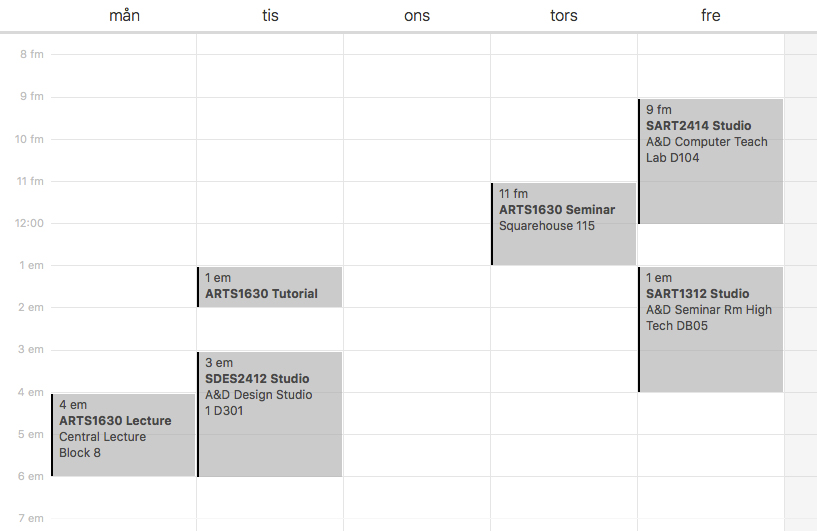 mån
tis
ons
tors
fre
8 fm
9 fm
10 fm
11 fm
12:00
1 em
2 em
3 em
4 em
5 em
6 em
7 em
4 em
ARTS1630 Lecture
Central Lecture
Block 8
1 em
ARTS1630 Tutorial
3 em
SDES2412 Studio
A&D Design Studio
1 D301
11 fm
ARTS1630 Seminar
Squarehouse 115
9 fm
SART2414 Studio
A&D Computer Teach
Lab D104
1 em
SART1312 Studio
A&D Seminar Rm High
Tech DB05